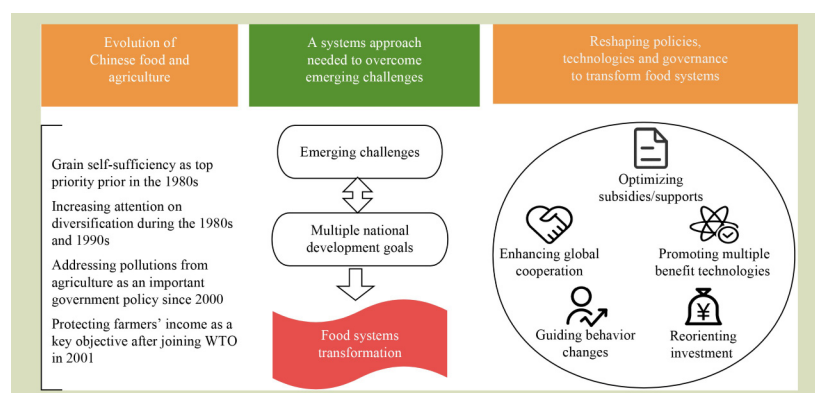 Evolution of
Chinese food and
agriculture
A systems approach
needed to overcome
emerging challenges
Reshaping policies,
technologies and governance
to transform food systems
Grain self-sufficiency as top
priority prior in the 1980s
Increasing attention on
diversification during the 1980s
and 1990s
Addressing pollutions from
agriculture as an important
government policy since 2000
Protecting farmers' income as a
key objective after joining WTO
in 2001
Emerging challenges
Multiple national
development goals
Food systems
transformation
Optimizing
subsidies/supports
Enhancing global
cooperation
Promoting multiple
benefit technologies
Guiding behavior
changes
¥
Reorienting
investment